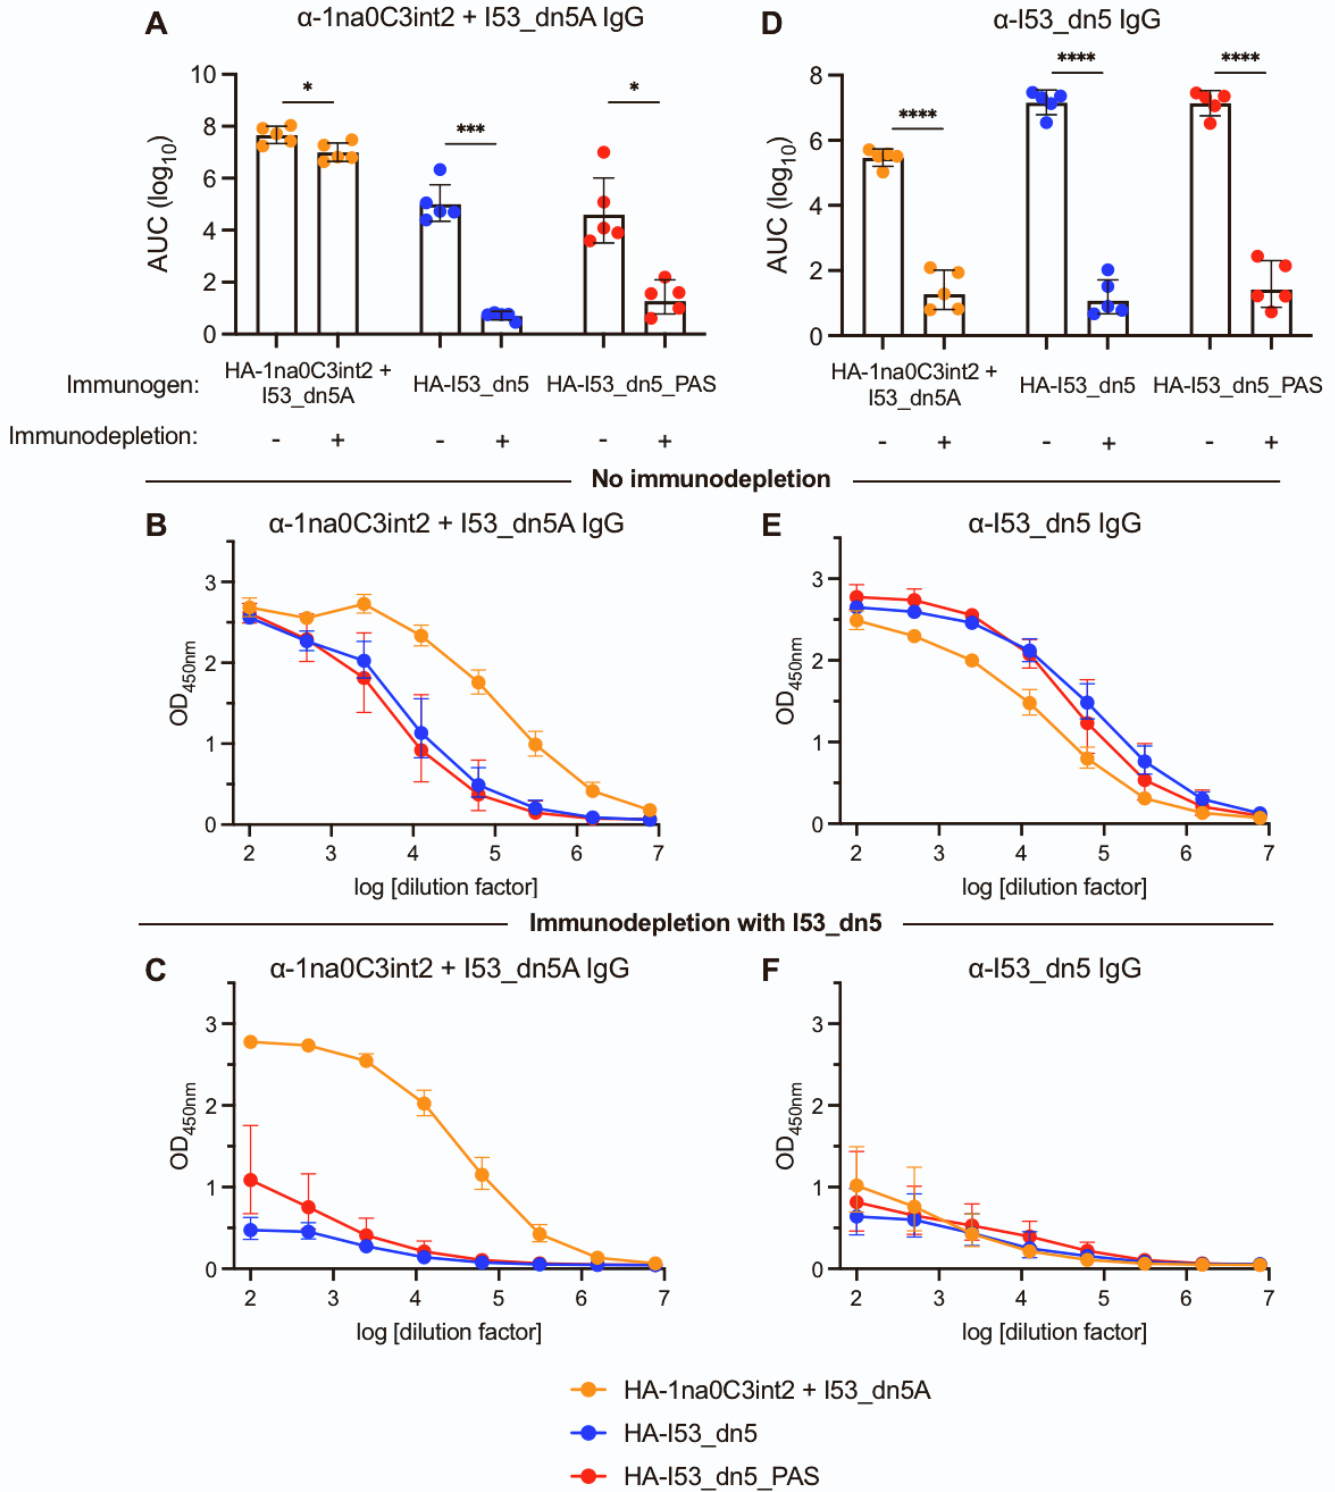 A
α-1na0C3int2 + I53_dn5A IgG
AUC (log10)
10
8
6
4
2
0
*
***
*
D
α-I53_dn5 IgG
AUC (log10)
8
6
4
2
0
****
****
****
Immunogen:
HA-1na0C3int2 +
I53_dn5A
HA-I53_dn5
HA-I53_dn5_PAS
HA-1na0C3int2 +
I53_dn5A
HA-I53_dn5
HA-I53_dn5_PAS
Immunodepletion:
- + - + - +
- + - + - +
No immunodepletion
B
α-1na0C3int2 + I53_dn5A IgG
OD450nm
3
2
1
0
2 3 4 5 6 7
log [dilution factor]
E
α-I53_dn5 IgG
OD450nm
3
2
1
0
2 3 4 5 6 7
log [dilution factor]
Immunodepletion with I53_dn5
C
α-1na0C3int2 + I53_dn5A IgG
OD450nm
3
2
1
0
2 3 4 5 6 7
log [dilution factor]
F
α-I53_dn5 IgG
OD450nm
3
2
1
0
2 3 4 5 6 7
log [dilution factor]
HA-1na0C3int2 + I53_dn5A
HA-I53_dn5
HA-I53_dn5_PAS